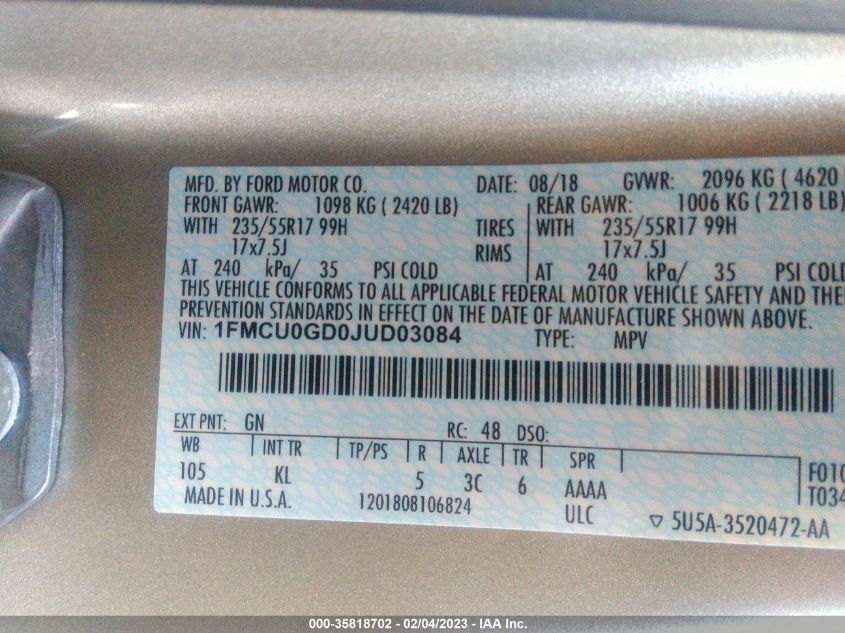 MFD. BY FORD MOTOR CO. DATE: 08/18 GVWR: 2096 KG ( 4620
FRONT GAWR: 1098 KG ( 2420 LB) REAR GAWR: 1006 KG ( 2218 LB)
WITH 235/55R17 99H TIRES WITH 235/55R17 99H
17x7.5J RIMS 17x7.5J
AT 240 kPa/ 35 PSI COLD AT 240 kPa/ 35 PSI COLD
THIS VEHICLE CONFORMS TO ALL APPLICABLE FEDERAL MOTOR VEHICLE SAFETY AND THE
PREVENTION STANDARDS IN EFFECT ON THE DATE OF MANUFACTURE SHOWN ABOVE.
VIN: 1FMCU0GD0JUD03084 TYPE: MPV
EXT PNT: GN RC: 48 DSO:
WB INT TR TP/PS R AXLE TR SPR
105 KL 5 3C 6 AAAA F010
MADE IN U.S.A. 1201808106824 ULC T034
▽ 5U5A-3520472-AA
000-35818702 - 02/04/2023 - IAA Inc.